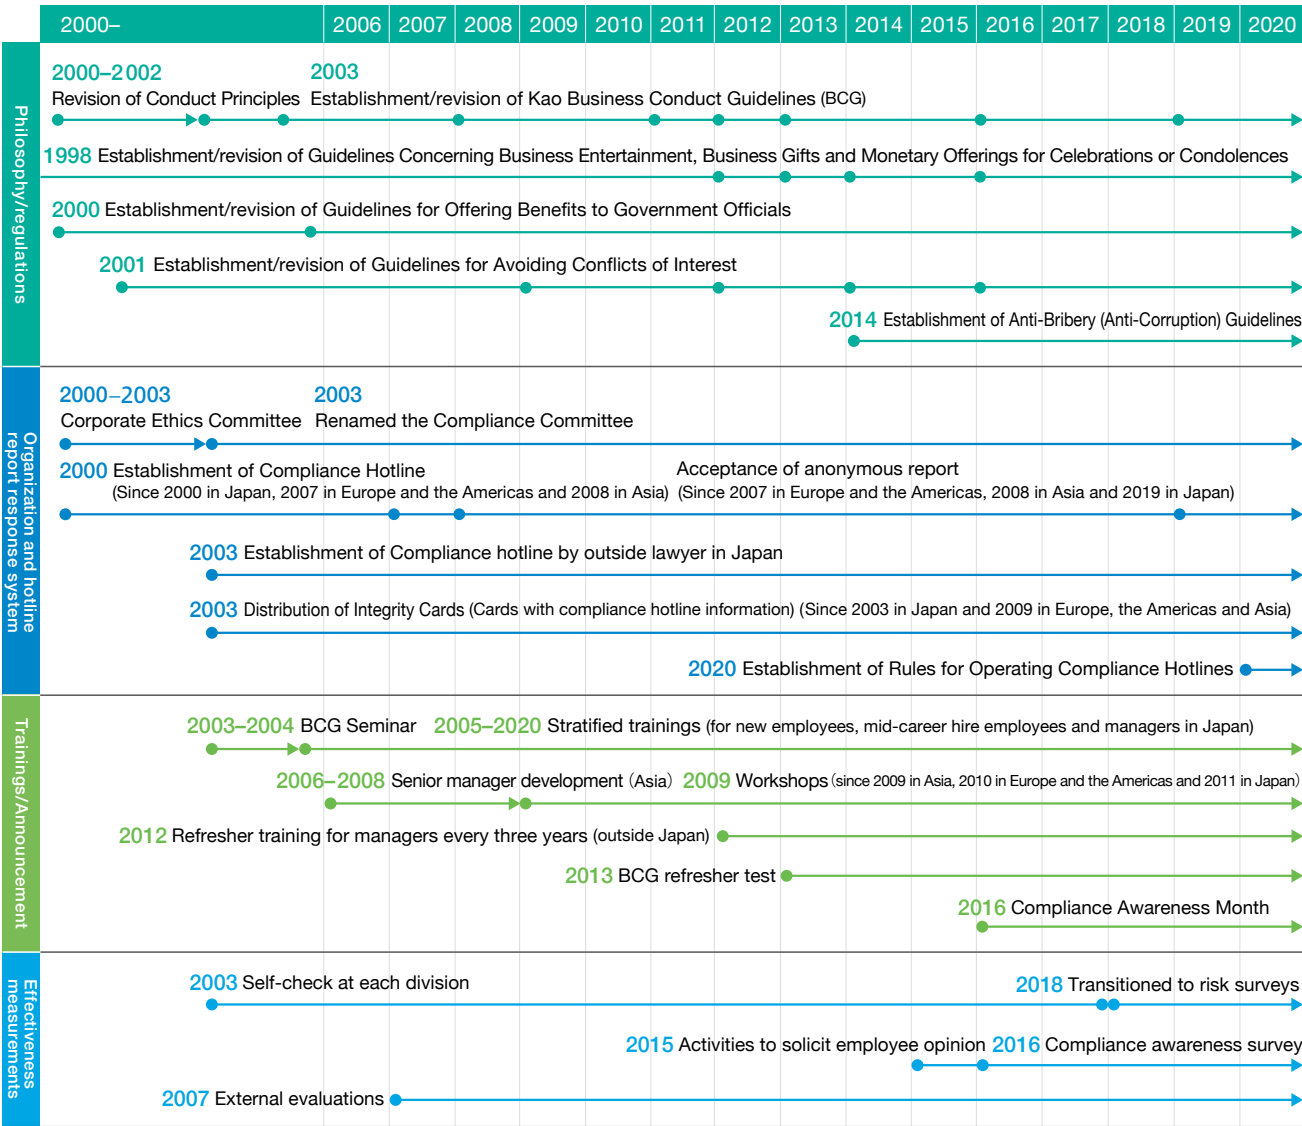 2000– 2006 2007 2008 2009 2010 2011 2012 2013 2014 2015 2016 2017 2018 2019 2020
Philosophy/regulations
2000–2002 2003
Revision of Conduct Principles Establishment/revision of Kao Business Conduct Guidelines (BCG)
1998 Establishment/revision of Guidelines Concerning Business Entertainment, Business Gifts and Monetary Offerings for Celebrations or Condolences
2000 Establishment/revision of Guidelines for Offering Benefits to Government Officials
2001 Establishment/revision of Guidelines for Avoiding Conflicts of Interest
2014 Establishment of Anti-Bribery (Anti-Corruption) Guidelines
Organization and hotline
report response system
2000–2003 2003
Corporate Ethics Committee Renamed the Compliance Committee
2000 Establishment of Compliance Hotline Acceptance of anonymous report
(Since 2000 in Japan, 2007 in Europe and the Americas and 2008 in Asia) (Since 2007 in Europe and the Americas, 2008 in Asia and 2019 in Japan)
2003 Establishment of Compliance hotline by outside lawyer in Japan
2003 Distribution of Integrity Cards (Cards with compliance hotline information) (Since 2003 in Japan and 2009 in Europe, the Americas and Asia)
2020 Establishment of Rules for Operating Compliance Hotlines
Trainings/Announcement
2003–2004 BCG Seminar 2005–2020 Stratified trainings (for new employees, mid-career hire employees and managers in Japan)
2006–2008 Senior manager development (Asia) 2009 Workshops (since 2009 in Asia, 2010 in Europe and the Americas and 2011 in Japan)
2012 Refresher training for managers every three years (outside Japan)
2013 BCG refresher test
2016 Compliance Awareness Month
Effectiveness
measurements
2003 Self-check at each division 2018 Transitioned to risk surveys
2015 Activities to solicit employee opinion 2016 Compliance awareness survey
2007 External evaluations